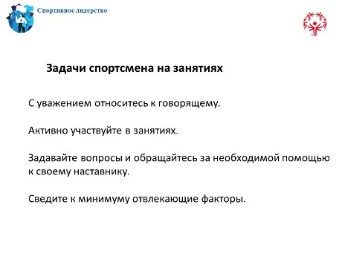 Спортивное лидерство
Задачи спортсмена на занятиях
С уважением относитесь к говорящему.
Активно участвуйте в занятиях.
Задавайте вопросы и обращайтесь за необходимой помощью
к своему наставнику.
Сведите к минимуму отвлекающие факторы.